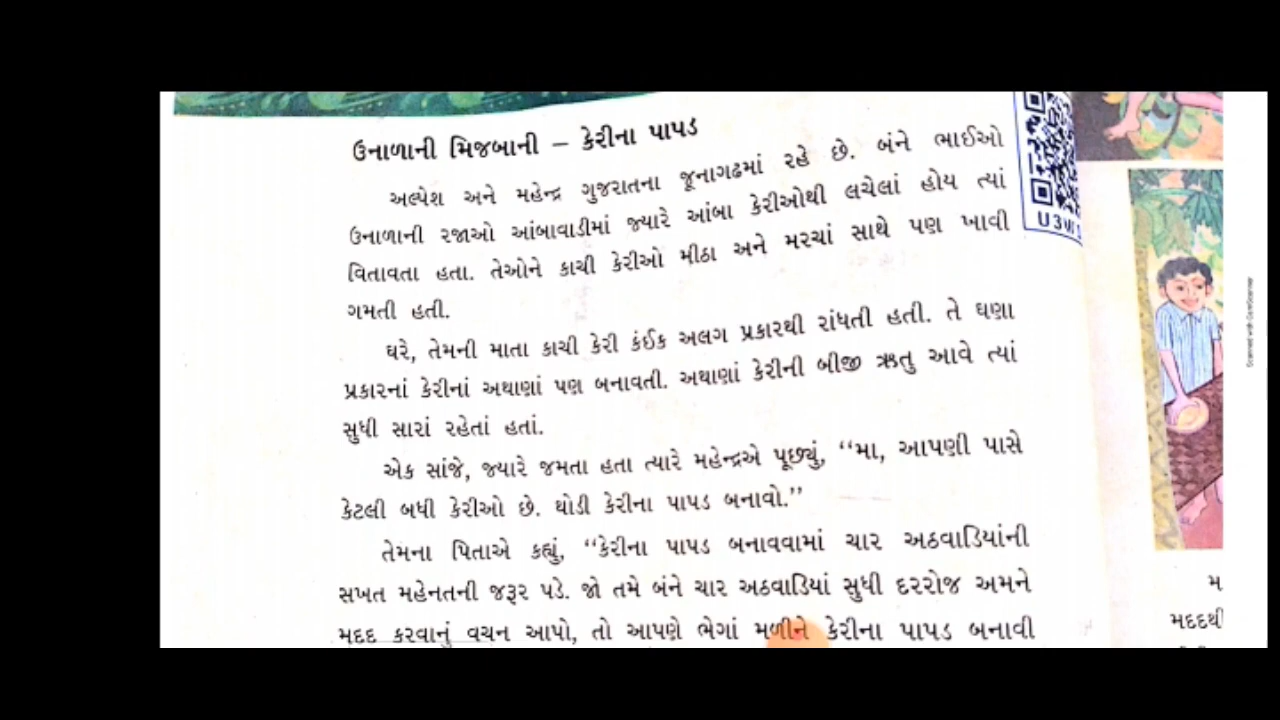 ઉનાળાની મિજબાની – કેરીના પાપડ
અલ્પેશ અને મહેન્દ્ર ગુજરાતના જૂનાગઢમાં રહે છે. બંને ભાઈઓ
ઉનાળાની રજાઓ આંબાવાડીમાં જ્યારે આંબા કેરીઓથી લચેલાં હોય ત્યાં
વિતાવતા હતા. તેઓને કાચી કેરીઓ મીઠા અને મરચાં સાથે પણ ખાવી
ગમતી હતી.
ઘરે, તેમની માતા કાચી કેરી કંઈક અલગ પ્રકારથી રાંધતી હતી. તે ઘણા
પ્રકારનાં કેરીનાં અથાણાં પણ બનાવતી. અથાણાં કેરીની બીજી ઋતુ આવે ત્યાં
સુધી સારાં રહેતાં હતાં.
એક સાંજે, જ્યારે જમતા હતા ત્યારે મહેન્દ્રએ પૂછ્યું, “મા, આપણી પાસે
કેટલી બધી કેરીઓ છે. થોડી કેરીના પાપડ બનાવો.”
તેમના પિતાએ કહ્યું, “કેરીના પાપડ બનાવવામાં ચાર અઠવાડિયાંની
સખત મહેનતની જરૂર પડે. જો તમે બંને ચાર અઠવાડિયાં સુધી દરરોજ અમને
મદદ કરવાનું વચન આપો, તો આપણે ભેગાં મળીને કેરીના પાપડ બનાવી
મ
મદદથી
Scanned with CamScanner